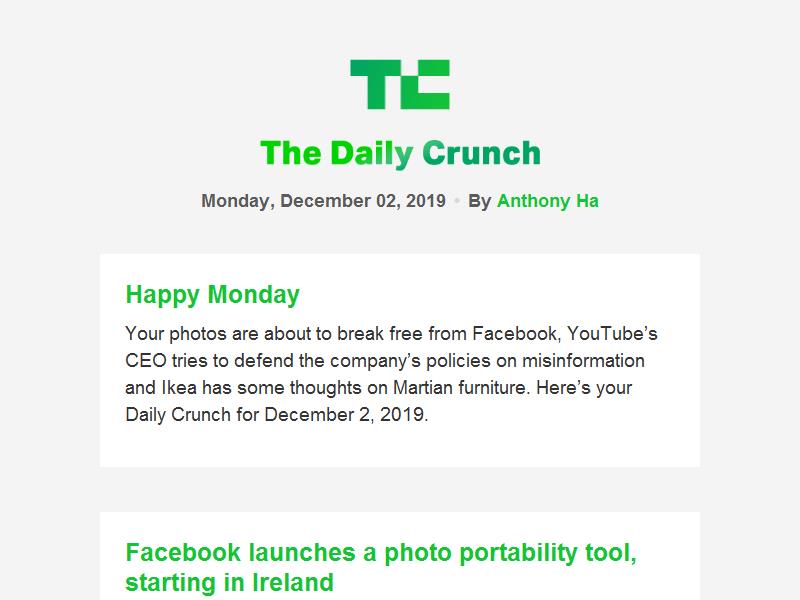 TC
The Daily Crunch
Monday, December 02, 2019 • By Anthony Ha
Happy Monday
Your photos are about to break free from Facebook, YouTube’s
CEO tries to defend the company’s policies on misinformation
and Ikea has some thoughts on Martian furniture. Here’s your
Daily Crunch for December 2, 2019.
Facebook launches a photo portability tool,
starting in Ireland